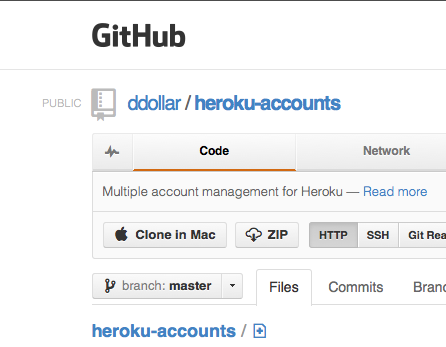 GitHub
PUBLIC ddollar / heroku-accounts
Code Network
Multiple account management for Heroku — Read more
Clone in Mac ZIP HTTP SSH Git Rea
branch: master Files Commits Branc
heroku-accounts /